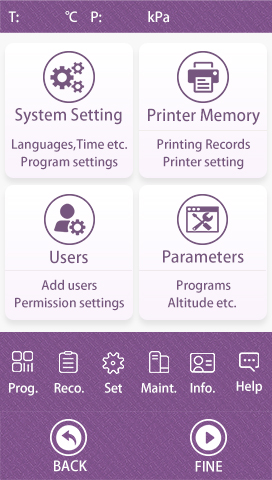 T: ℃ P: kPa
System Setting
Languages,Time etc.
Program settings
Printer Memory
Printing Records
Printer setting
Users
Add users
Permission settings
Parameters
Programs
Altitude etc.
Prog. Reco. Set Maint. Info. Help
BACK FINE